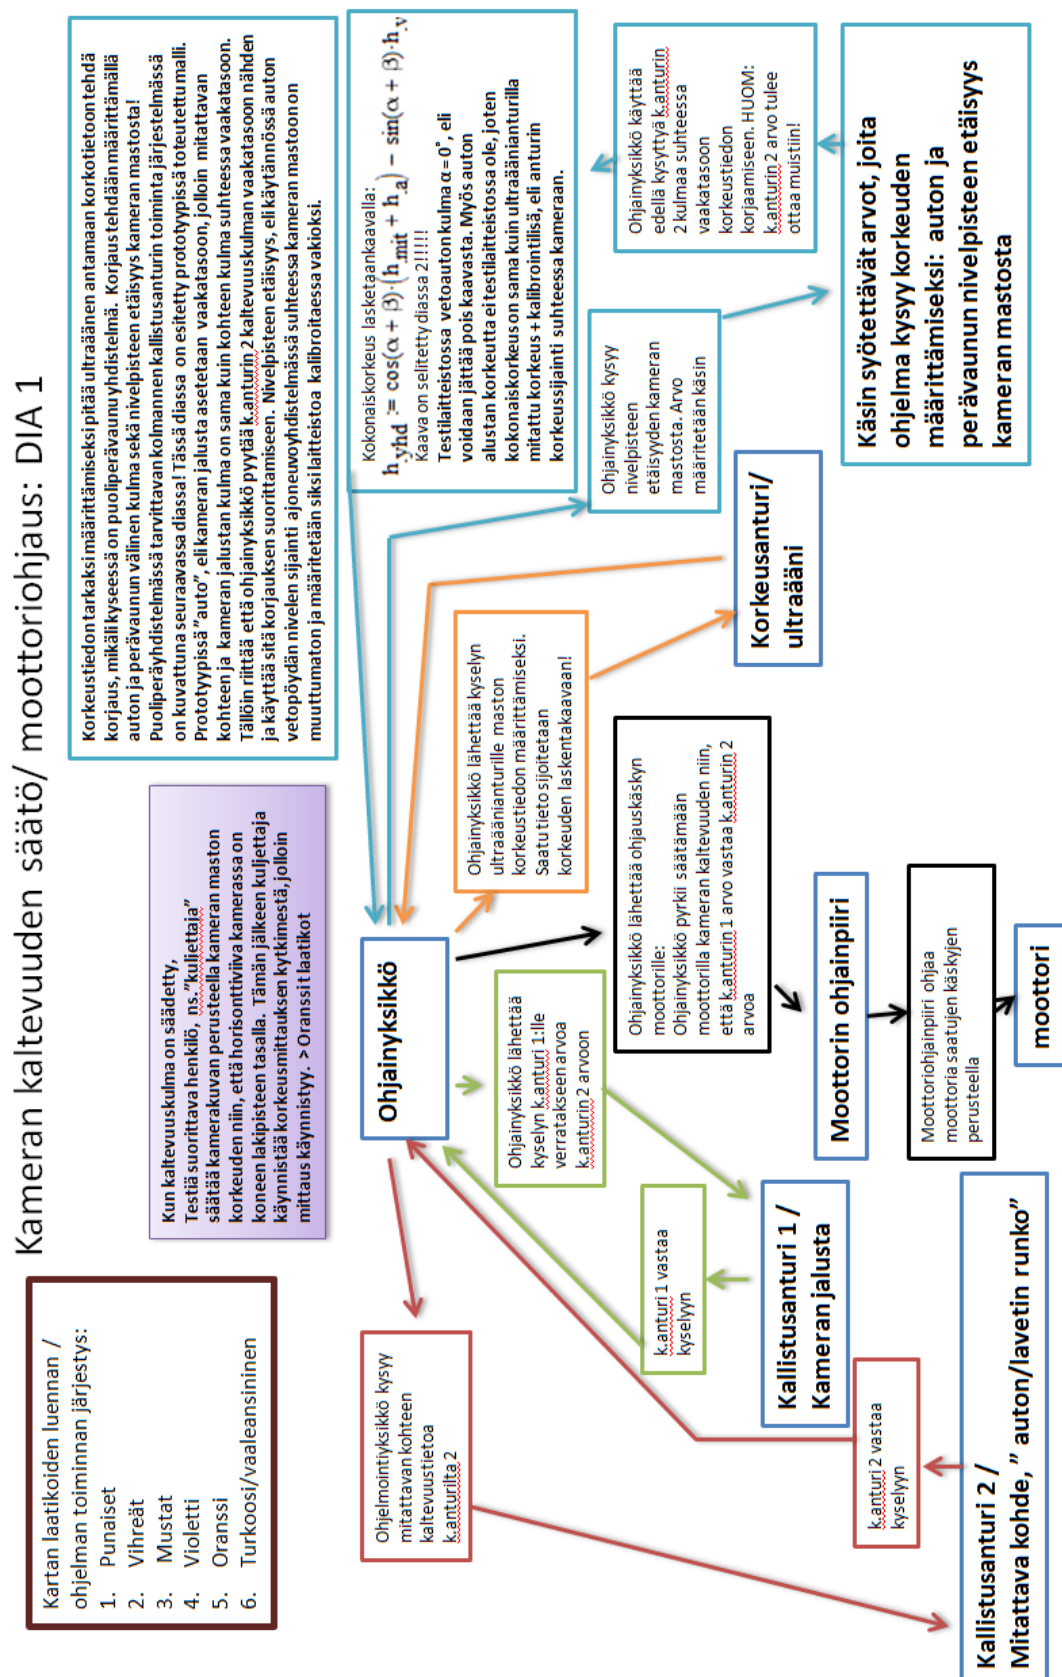 Kameran kaltevuuden säätö/ moottoriohjaus: DIA 1
Kartan laatikoiden luennan /
ohjelman toiminnan järjestys:
1. Punaiset
2. Vihreät
3. Mustat
4. Violetti
5. Oranssi
6. Turkoosi/vaaleansininen
Kun kaltevuuskulma on säädetty,
Testiä suorittava henkilö, ns."kuljettaja"
säätää kamerakuvan perusteella kameran maston
korkeuden niin, että horisonttiviiva kamerassa on
koneen lakipisteen tasalla. Tämän jälkeen kuljettaja
käynnistää korkeusmittauksen kytkimestä, jolloin
mittaus käynnistyy. > Oranssit laatikot
Korkeustiedon tarkaksi määrittämiseksi pitää ultraäänen antamaan korkotietoon tehdä
korjaus, mikäli kyseessä on puoliperävaunuyhdistelmä. Korjaus tehdään määrittämällä
auton ja perävaunun välinen kulma sekä nivelpisteen etäisyys kameran mastosta!
Puoliperäyhdistelmässä tarvittavan kolmannen kallistusanturin toiminta järjestelmässä
on kuvattuna seuraavassa diassa! Tässä diassa on esitetty prototyypissä toteutettu malli.
Prototyypissä "auto", eli kameran jalusta asetetaan vaakatasoon, jolloin mitattavan
kohteen ja kameran jalustan kulma on sama kuin kohteen kulma suhteessa vaakatasoon.
Tällöin riittää että ohjainyksikkö pyytää k.anturin 2 kaltevuuskulman vaakatasoon nähden
ja käyttää sitä korjauksen suorittamiseen. Nivelpisteen etäisyys, eli käytännössä auton
vetopöydän nivelen sijainti ajoneuvoyhdistelmässä suhteessa kameran mastoon on
muuttumaton ja määritetään siksi laitteistoa kalibroitaessa vakioksi.
Ohjelmointiyksikkö kysyy
mitattavan kohteen
kaltevuustietoa
k.anturilta 2
Ohjainyksikkö
Kokonaiskorkeus lasketaan kaavalla:
h.yhd := cos(α + β)·(h.mit + h.a) − sin(α + β)·h.v
Kaava on selitetty diassa 2!!!!!
Testilaitteistossa vetoauton kulma α = 0°, eli
voidaan jättää pois kaavasta. Myös auton
alustan korkeutta ei testilaitteistossa ole, joten
kokonaiskorkeus on sama kuin ultraäänianturilla
mitattu korkeus + kalibrointilisä, eli anturin
korkeussijainti suhteessa kameraan.
Ohjainyksikkö lähettää
kyselyn k.anturi 1:lle
verratakseen arvoa
k.anturin 2 arvoon
Ohjainyksikkö lähettää kyselyn
ultraäänianturille maston
korkeustiedon määrittämiseksi.
Saatu tieto sijoitetaan
korkeuden laskentakaavaan!
Ohjainyksikkö kysyy
nivelpisteen
etäisyyden kameran
mastosta. Arvo
määritetään käsin
Ohjainyksikkö käyttää
edellä kysyttyä k.anturin
2 kulmaa suhteessa
vaakatasoon
korkeustiedon
korjaamiseen. HUOM:
k.anturin 2 arvo tulee
ottaa muistiin!
k.anturi 1 vastaa
kyselyyn
Ohjainyksikkö lähettää ohjauskäskyn
moottorille:
Ohjainyksikkö pyrkii säätämään
moottorilla kameran kaltevuuden niin,
että k.anturin 1 arvo vastaa k.anturin 2
arvoa
Korkeusanturi/
ultraääni
Kallistusanturi 1 /
Kameran jalusta
Moottorin ohjainpiiri
Käsin syötettävät arvot, joita
ohjelma kysyy korkeuden
määrittämiseksi: auton ja
perävaunun nivelpisteen etäisyys
kameran mastosta
k.anturi 2 vastaa
kyselyyn
Moottoriohjainpiiri ohjaa
moottoria saatujen käskyjen
perusteella
Kallistusanturi 2 /
Mitattava kohde, " auton/lavetin runko"
moottori